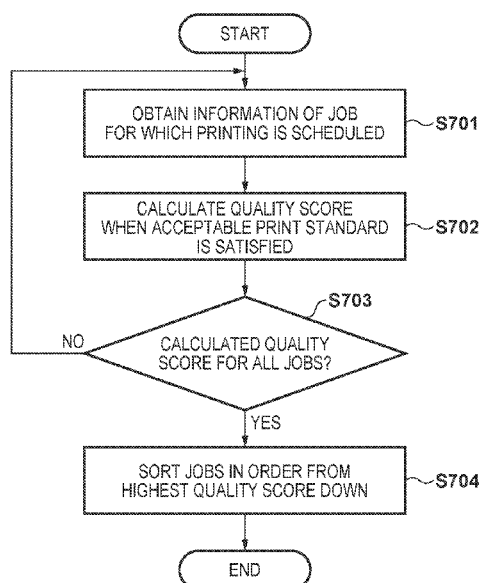 START
OBTAIN INFORMATION OF JOB
FOR WHICH PRINTING IS SCHEDULED
S701
CALCULATE QUALITY SCORE
WHEN ACCEPTABLE PRINT STANDARD
IS SATISFIED
S702
S703
CALCULATED QUALITY
SCORE FOR ALL JOBS?
NO
YES
SORT JOBS IN ORDER FROM
HIGHEST QUALITY SCORE DOWN
S704
END